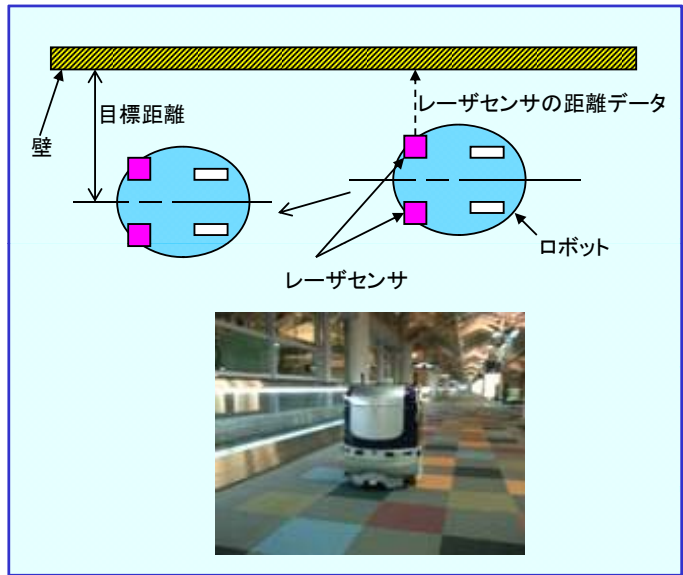 レーザセンサの距離データ
目標距離
壁
ロボット
レーザセンサ